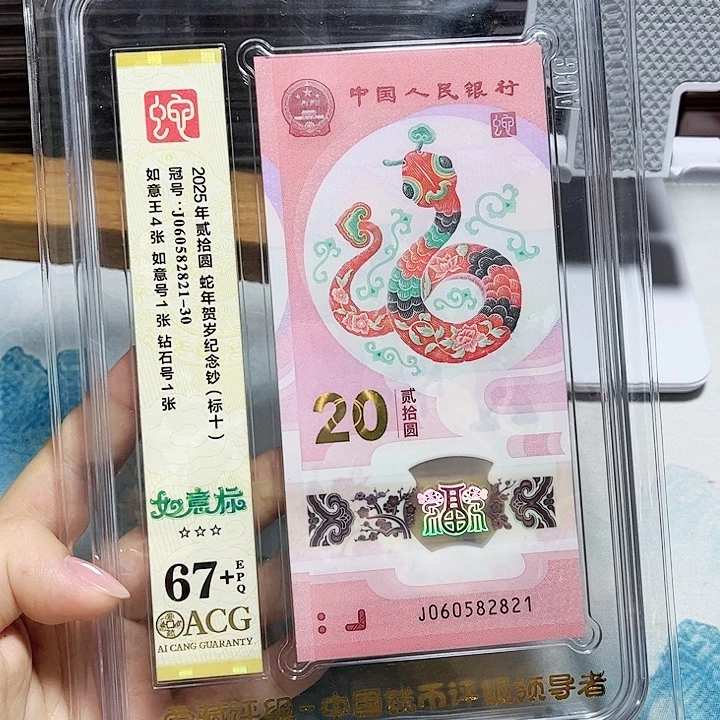 蛇
2025年贰拾圆 蛇年贺岁纪念钞(标十)
冠号:J060582821-30
如意王4张 如意号1张 钻石号1张
如意标
☆☆☆
67+EPQ
ACG
AI CANG GUARANTY
中国人民银行
蛇
20
贰拾圆
福
J060582821
中国钱币评级领导者